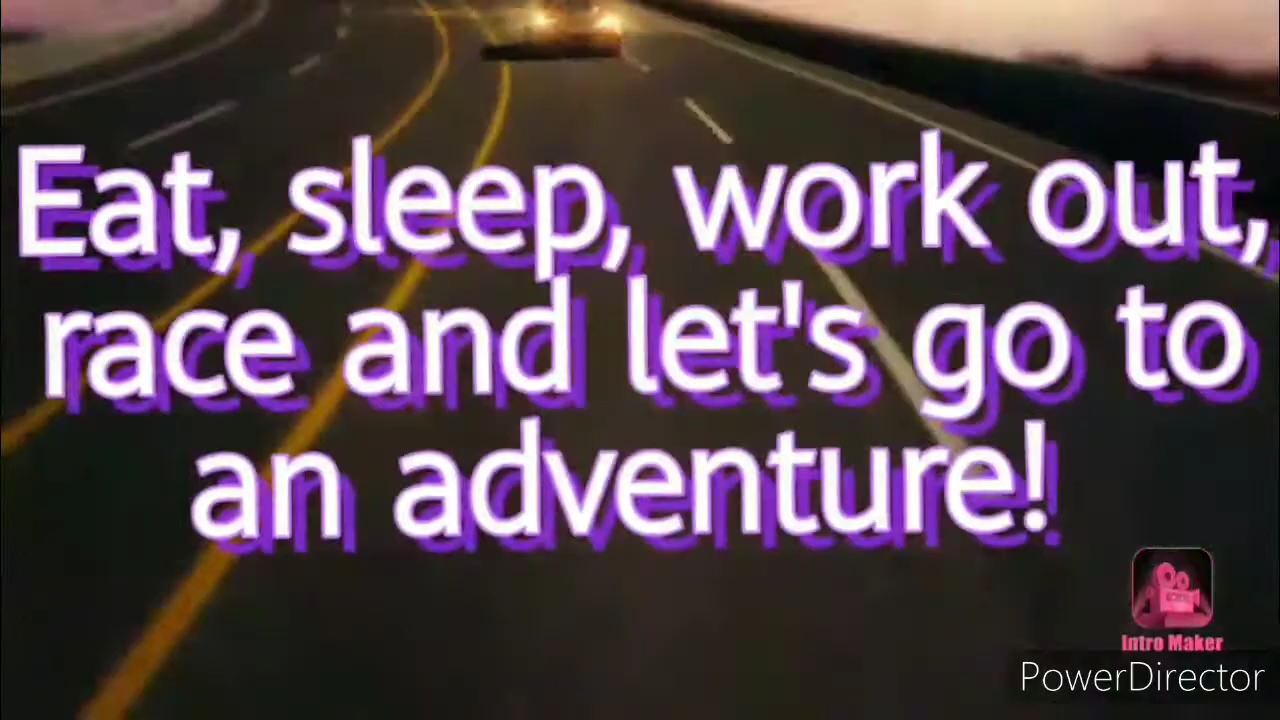 Eat, sleep, work out,
race and let's go to
an adventure!
Intro Maker
PowerDirector